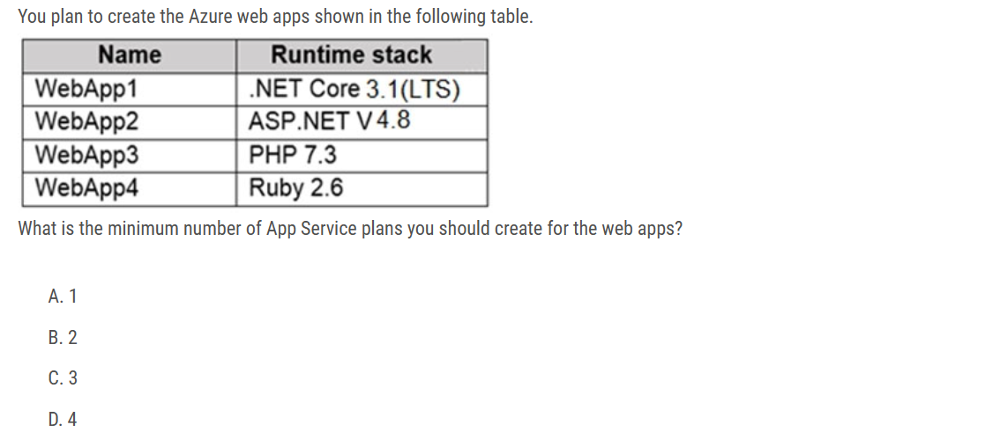 You plan to create the Azure web apps shown in the following table.
Name Runtime stack
WebApp1 .NET Core 3.1(LTS)
WebApp2 ASP.NET V4.8
WebApp3 PHP 7.3
WebApp4 Ruby 2.6
What is the minimum number of App Service plans you should create for the web apps?
A. 1
B. 2
C. 3
D. 4